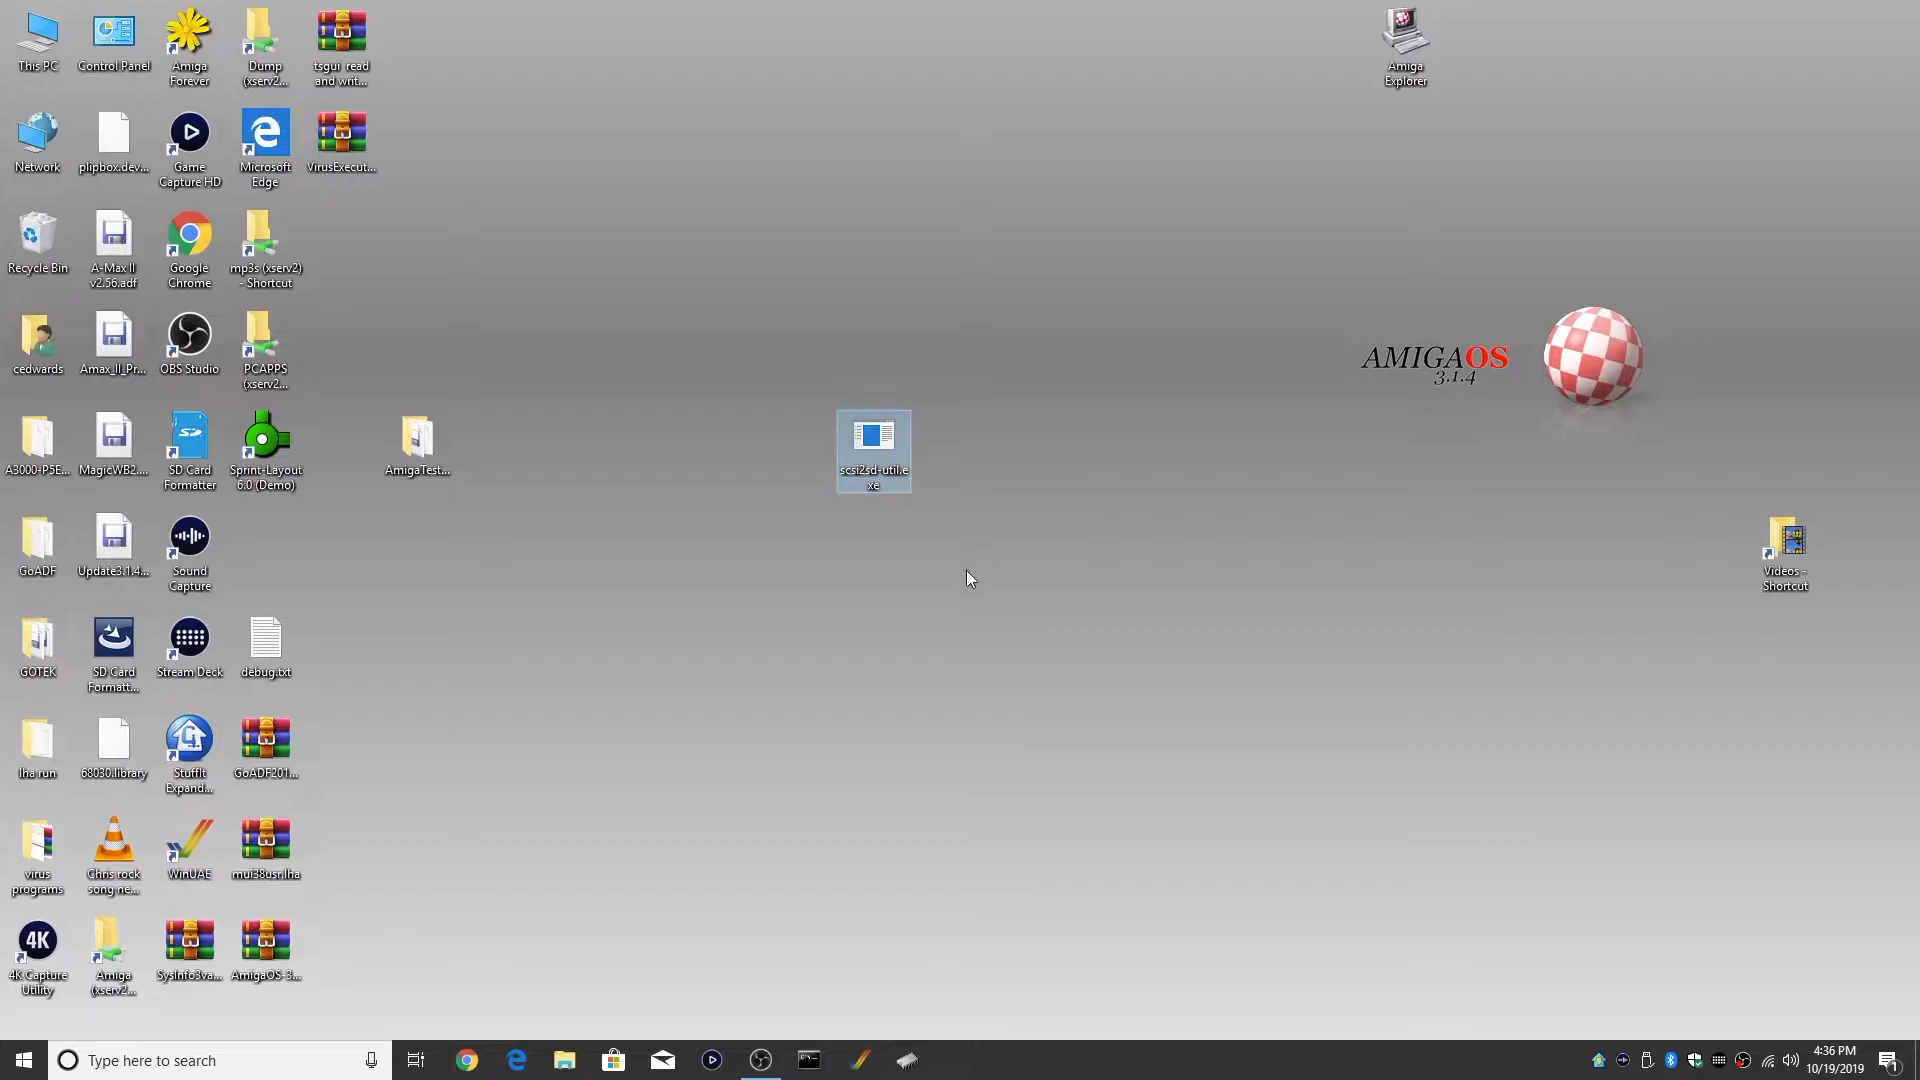 This PC
Control Panel
Amiga
Forever
Dump
(xserv2...
tsgui_read
and writ...
Amiga
Explorer
Network
plipbox.dev...
Game
Capture HD
Microsoft
Edge
VirusExecut...
Recycle Bin
A-Max II
v2.56.adf
Google
Chrome
mp3s (xserv2)
- Shortcut
cedwards
Amax_II_Pr...
OBS Studio
PCAPPS
(xserv2...
AMIGAOS
3.1.4
A3000-P5E...
MagicWB2....
SD Card
Formatter
Sprint-Layout
6.0 (Demo)
AmigaTest...
scsi2sd-util.e
xe
GoADF
Update3.1.4...
Sound
Capture
Videos -
Shortcut
GOTEK
SD Card
Formatt...
Stream Deck
debug.txt
lha run
68030.library
StuffIt
Expand...
GoADF201...
virus
programs
Chris rock
song ne...
WinUAE
mui38usr.lha
4K
4K Capture
Utility
Amiga
(xserv2...
SysInfo3va...
AmigaOS-3...
Type here to search
4:36 PM
10/19/2019
1